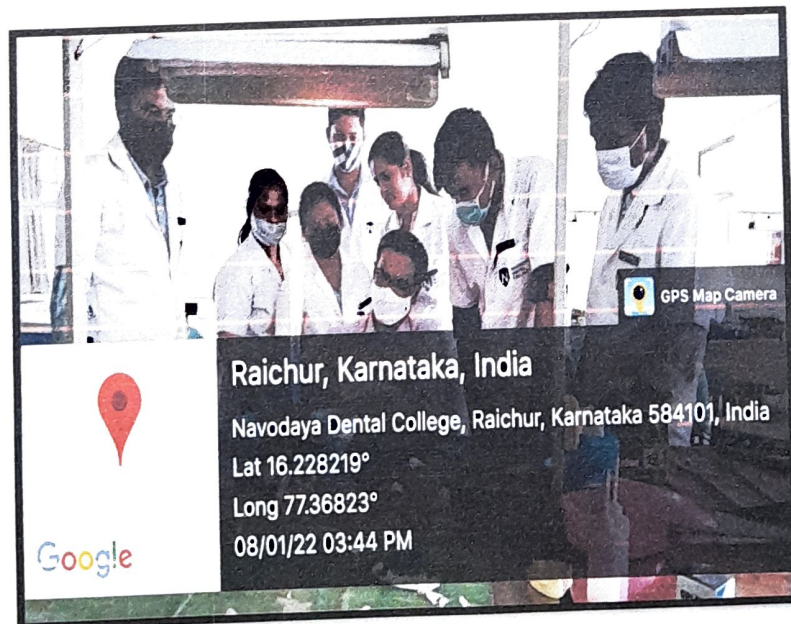 GPS Map Camera
Raichur, Karnataka, India
Navodaya Dental College, Raichur, Karnataka 584101, India
Lat 16.228219°
Long 77.36823°
08/01/22 03:44 PM
Google